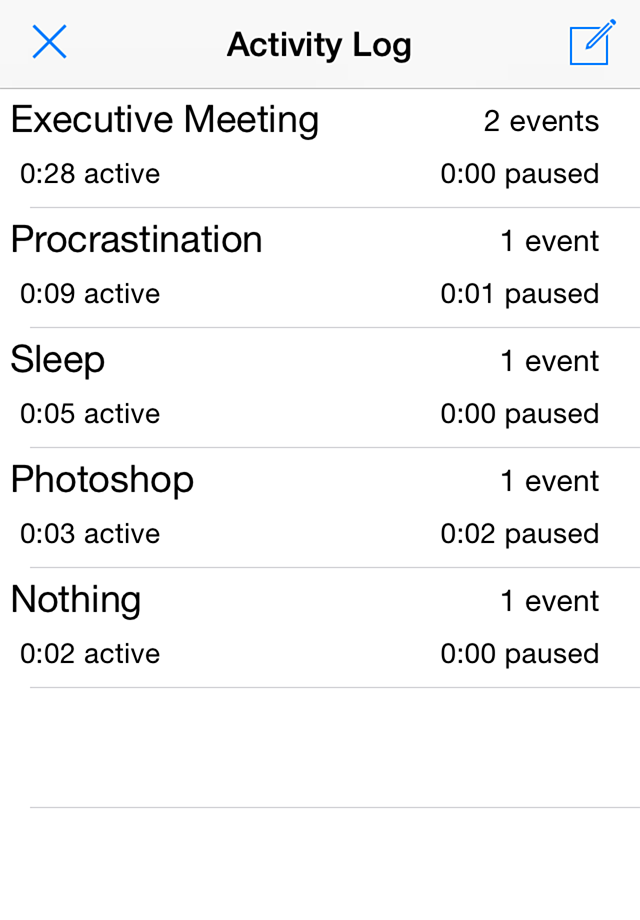 Activity Log
Executive Meeting 2 events
0:28 active 0:00 paused
Procrastination 1 event
0:09 active 0:01 paused
Sleep 1 event
0:05 active 0:00 paused
Photoshop 1 event
0:03 active 0:02 paused
Nothing 1 event
0:02 active 0:00 paused